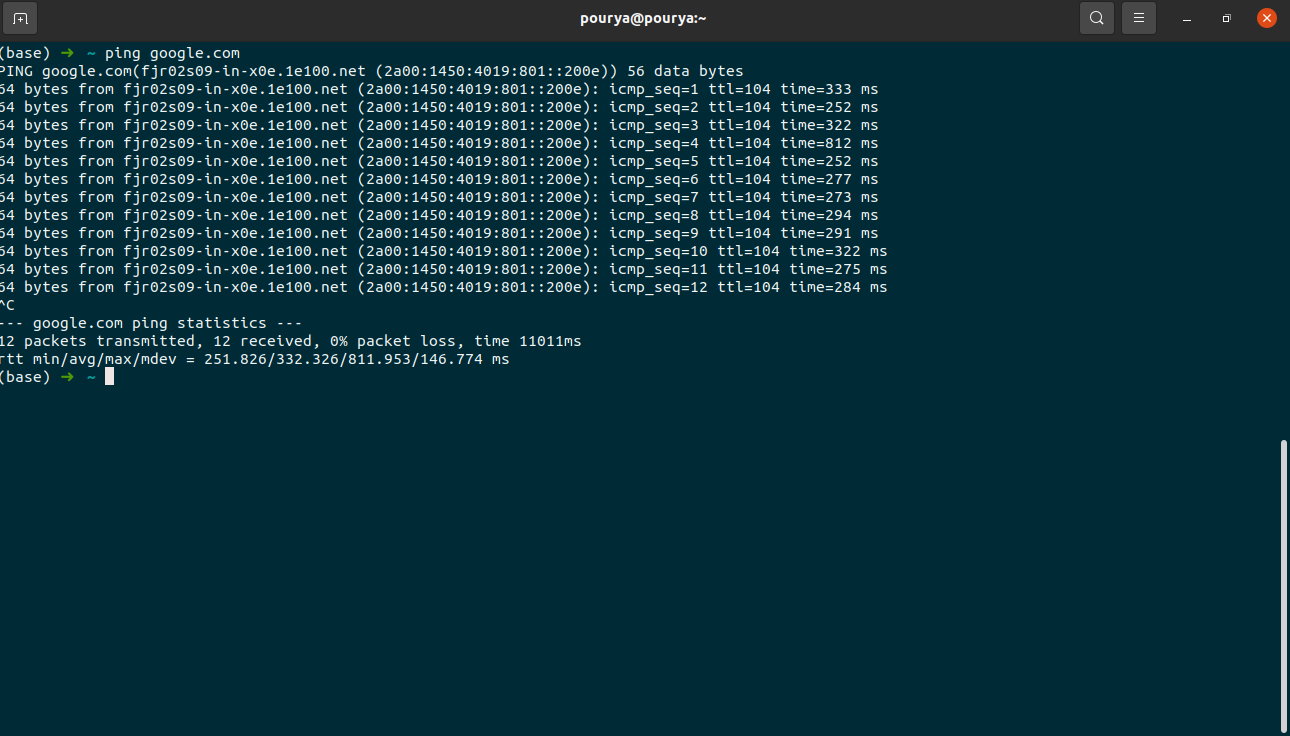 pourya@pourya:~
(base) ➜ ~ ping google.com
PING google.com(fjr02s09-in-x0e.1e100.net (2a00:1450:4019:801::200e)) 56 data bytes
64 bytes from fjr02s09-in-x0e.1e100.net (2a00:1450:4019:801::200e): icmp_seq=1 ttl=104 time=333 ms
64 bytes from fjr02s09-in-x0e.1e100.net (2a00:1450:4019:801::200e): icmp_seq=2 ttl=104 time=252 ms
64 bytes from fjr02s09-in-x0e.1e100.net (2a00:1450:4019:801::200e): icmp_seq=3 ttl=104 time=322 ms
64 bytes from fjr02s09-in-x0e.1e100.net (2a00:1450:4019:801::200e): icmp_seq=4 ttl=104 time=812 ms
64 bytes from fjr02s09-in-x0e.1e100.net (2a00:1450:4019:801::200e): icmp_seq=5 ttl=104 time=252 ms
64 bytes from fjr02s09-in-x0e.1e100.net (2a00:1450:4019:801::200e): icmp_seq=6 ttl=104 time=277 ms
64 bytes from fjr02s09-in-x0e.1e100.net (2a00:1450:4019:801::200e): icmp_seq=7 ttl=104 time=273 ms
64 bytes from fjr02s09-in-x0e.1e100.net (2a00:1450:4019:801::200e): icmp_seq=8 ttl=104 time=294 ms
64 bytes from fjr02s09-in-x0e.1e100.net (2a00:1450:4019:801::200e): icmp_seq=9 ttl=104 time=291 ms
64 bytes from fjr02s09-in-x0e.1e100.net (2a00:1450:4019:801::200e): icmp_seq=10 ttl=104 time=322 ms
64 bytes from fjr02s09-in-x0e.1e100.net (2a00:1450:4019:801::200e): icmp_seq=11 ttl=104 time=275 ms
64 bytes from fjr02s09-in-x0e.1e100.net (2a00:1450:4019:801::200e): icmp_seq=12 ttl=104 time=284 ms
^C
--- google.com ping statistics ---
12 packets transmitted, 12 received, 0% packet loss, time 11011ms
rtt min/avg/max/mdev = 251.826/332.326/811.953/146.774 ms
(base) ➜ ~